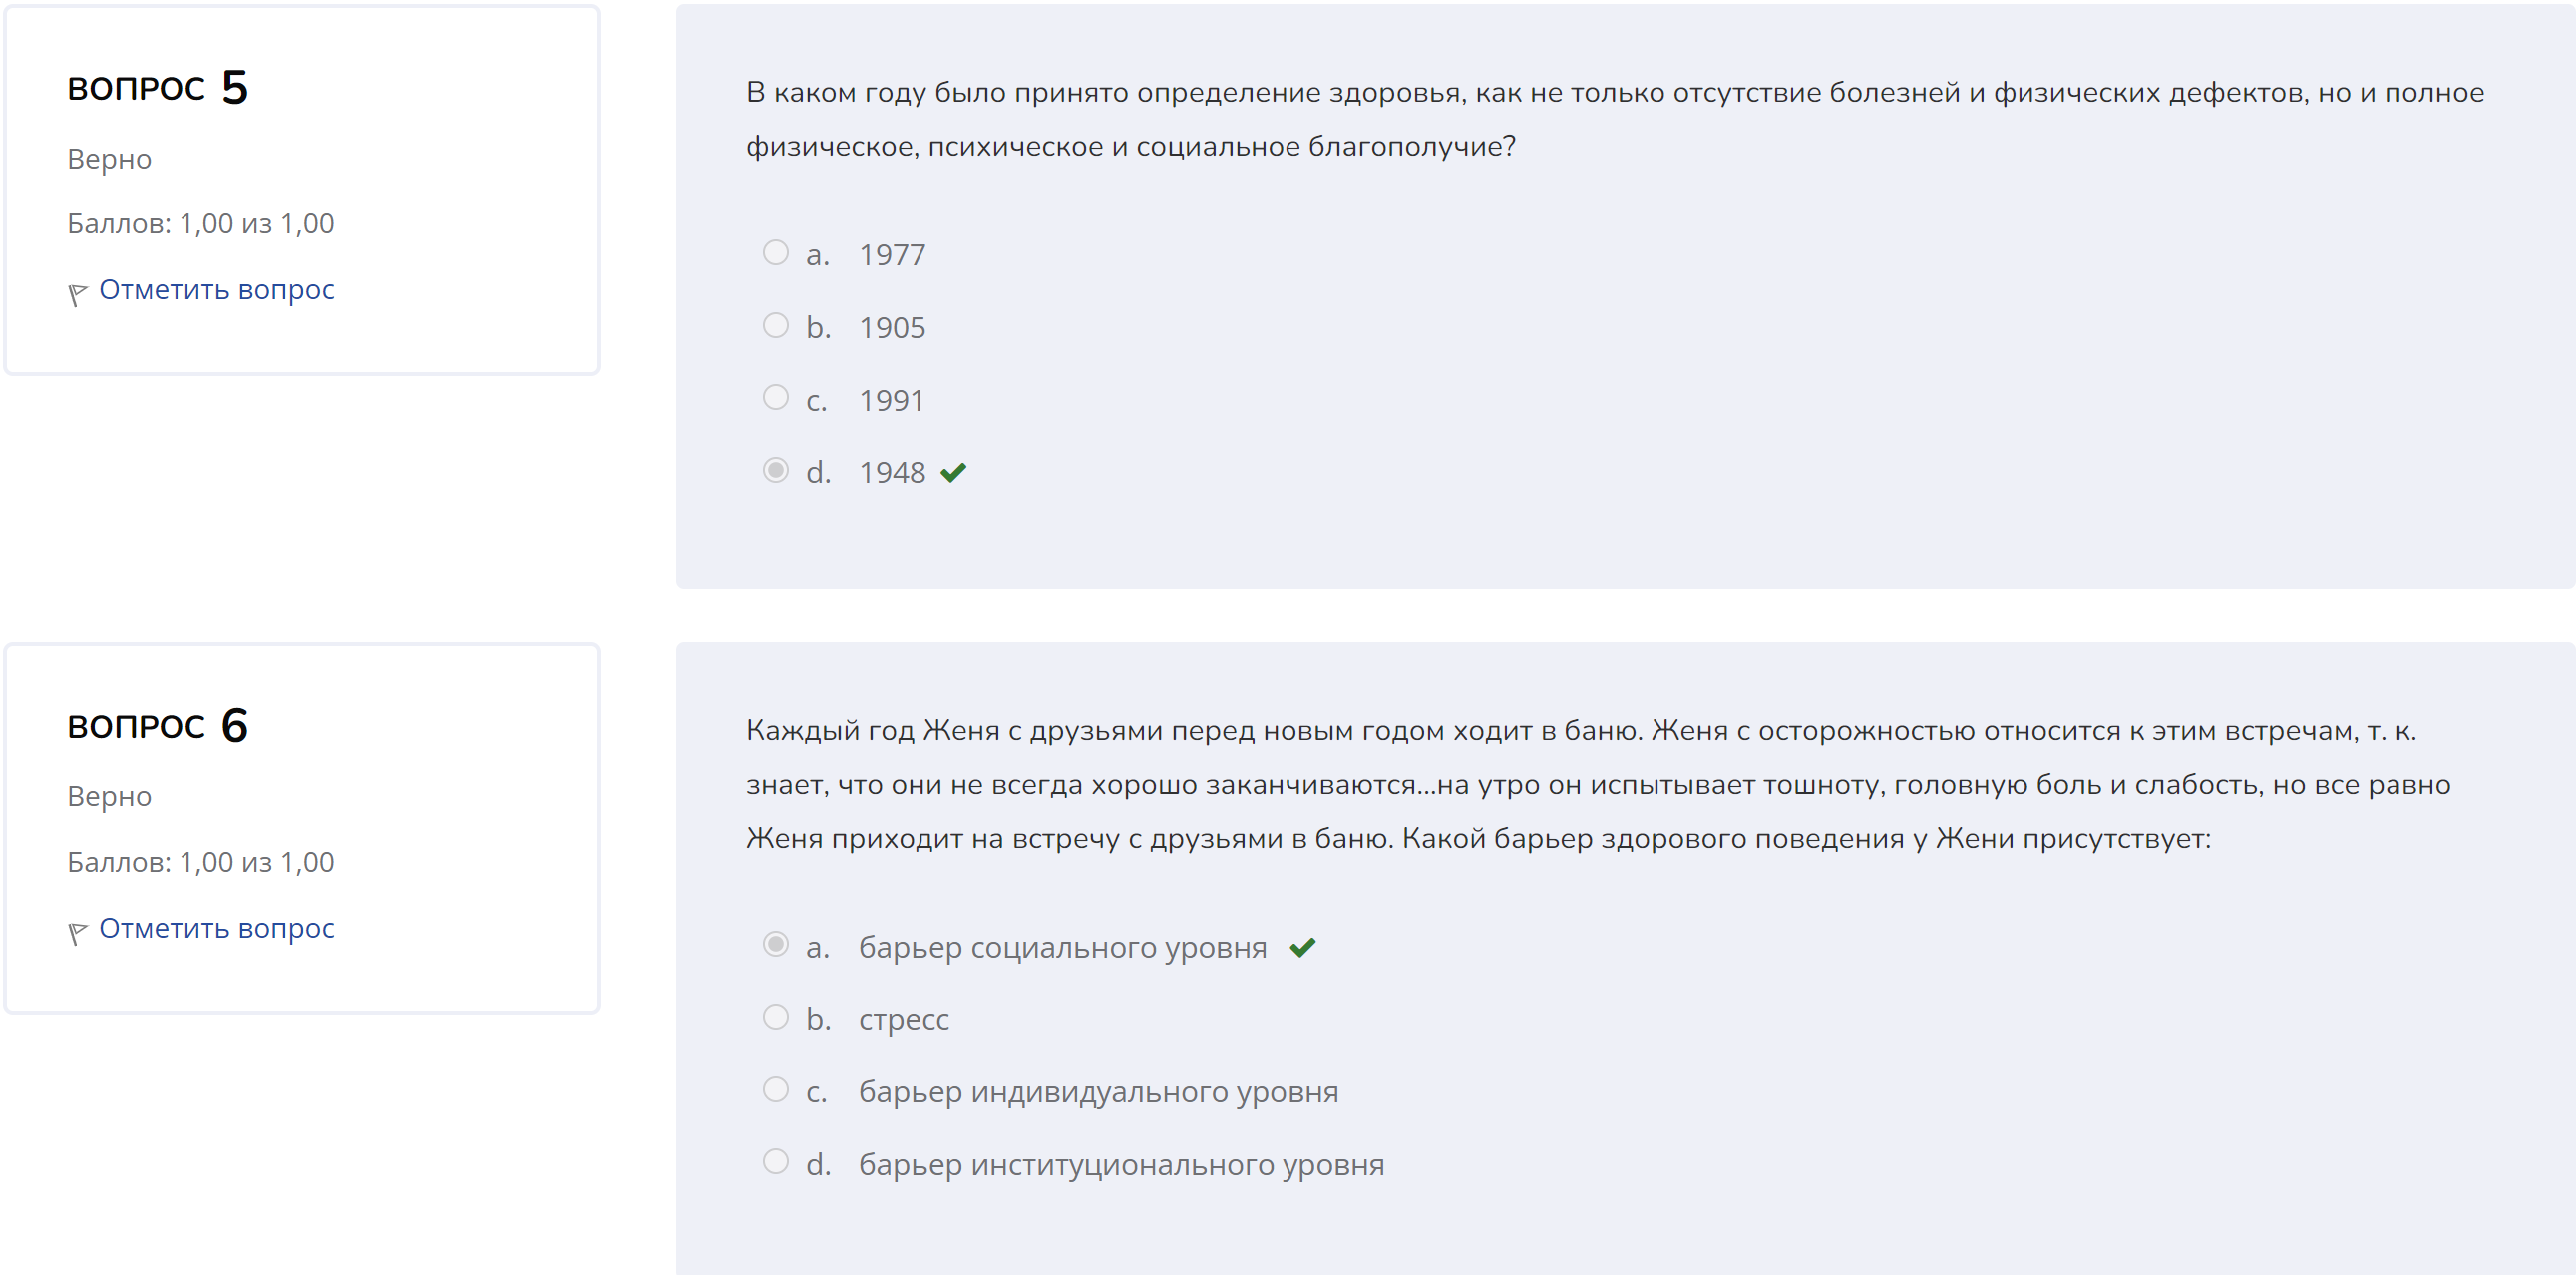 ВОПРОС 5
Верно
Баллов: 1,00 из 1,00
Отметить вопрос
В каком году было принято определение здоровья, как не только отсутствие болезней и физических дефектов, но и полное
физическое, психическое и социальное благополучие?
a. 1977
b. 1905
c. 1991
d. 1948
ВОПРОС 6
Верно
Баллов: 1,00 из 1,00
Отметить вопрос
Каждый год Женя с друзьями перед новым годом ходит в баню. Женя с осторожностью относится к этим встречам, т. к.
знает, что они не всегда хорошо заканчиваются...на утро он испытывает тошноту, головную боль и слабость, но все равно
Женя приходит на встречу с друзьями в баню. Какой барьер здорового поведения у Жени присутствует:
a. барьер социального уровня
b. стресс
c. барьер индивидуального уровня
d. барьер институционального уровня